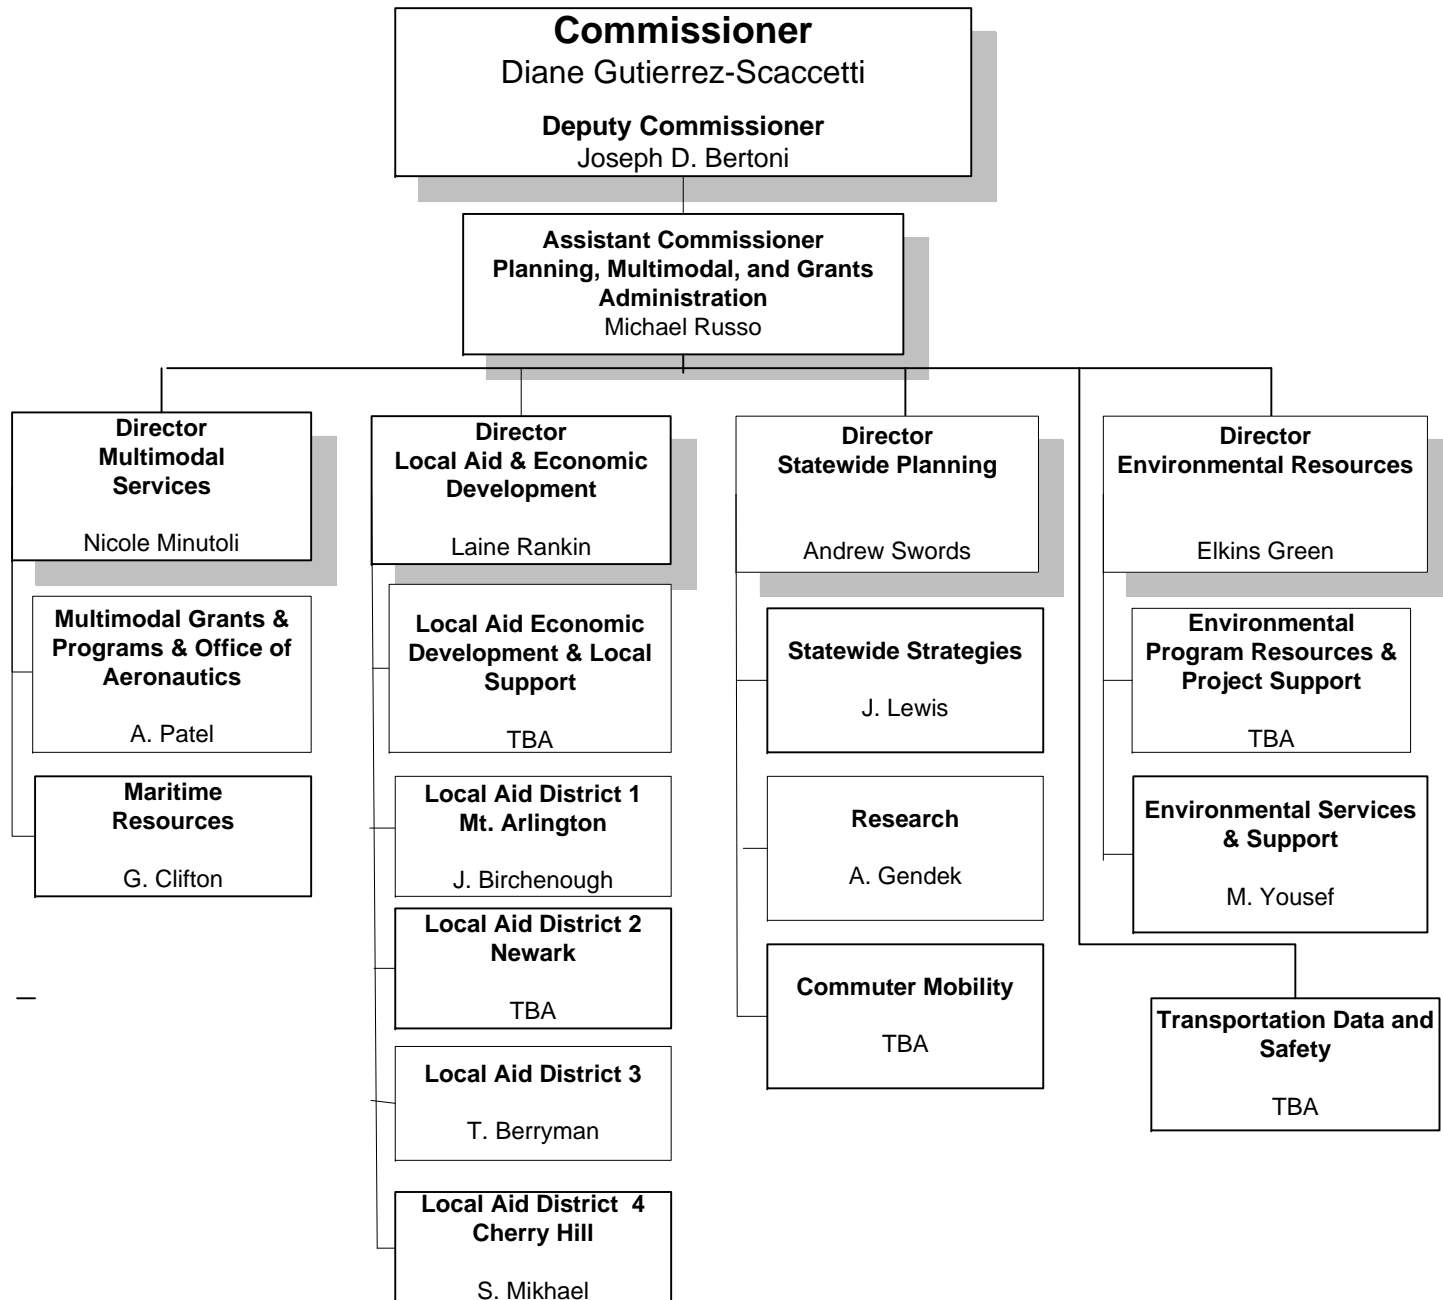 Commissioner
Diane Gutierrez-Scaccetti
Deputy Commissioner
Joseph D. Bertoni
Assistant Commissioner
Planning, Multimodal, and Grants
Administration
Michael Russo
Director
Multimodal
Services
Nicole Minutoli
Multimodal Grants &
Programs & Office of
Aeronautics
A. Patel
Maritime
Resources
G. Clifton
Director
Local Aid & Economic
Development
Laine Rankin
Local Aid Economic
Development & Local
Support
TBA
Local Aid District 1
Mt. Arlington
J. Birchenough
Local Aid District 2
Newark
TBA
Local Aid District 3
T. Berryman
Local Aid District  4
Cherry Hill
S. Mikhael
Director
Statewide Planning
Andrew Swords
Statewide Strategies
J. Lewis
Research
A. Gendek
Commuter Mobility
TBA
Director
Environmental Resources
Elkins Green
Environmental
Program Resources &
Project Support
TBA
Environmental Services
& Support
M. Yousef
Transportation Data and
Safety
TBA